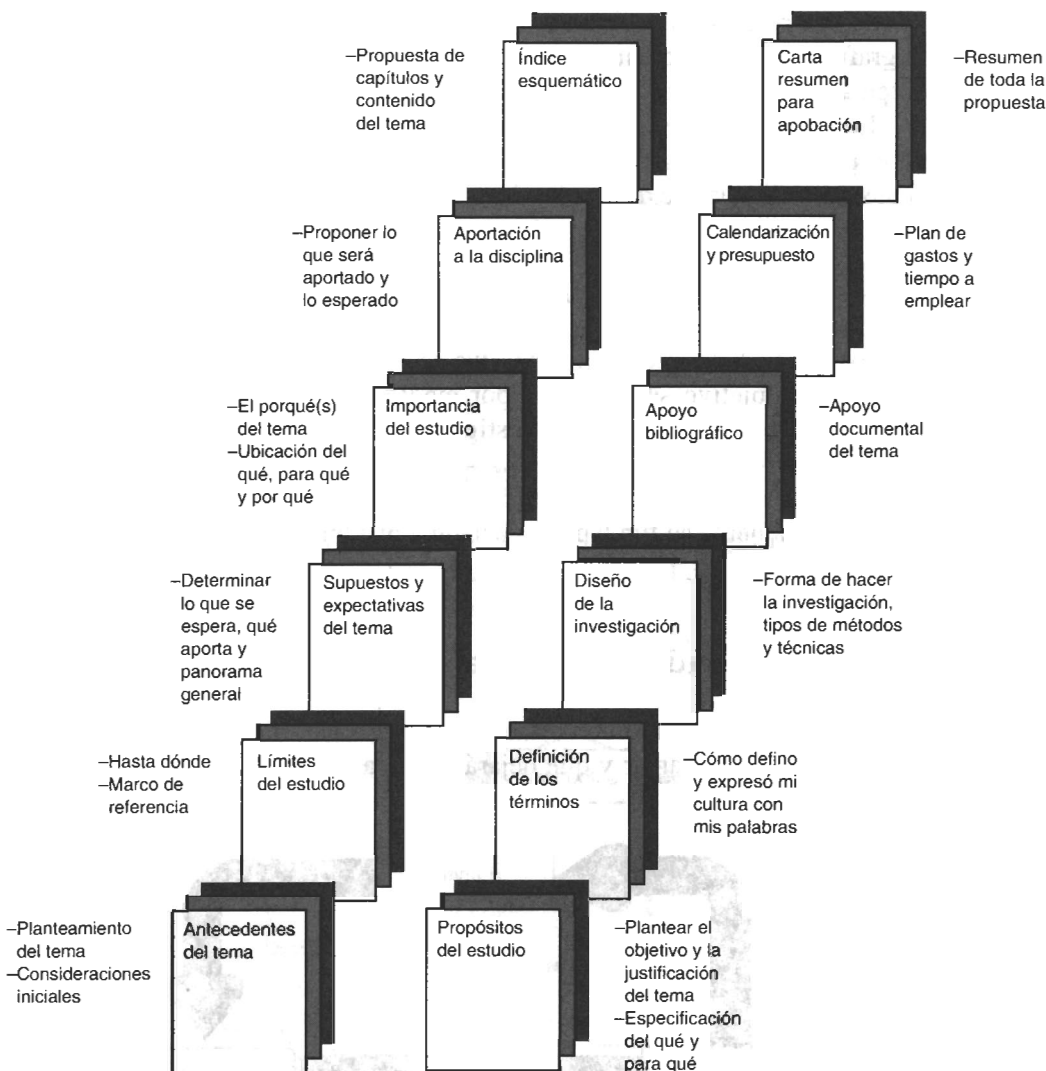 –Propuesta de
capítulos y
contenido
del tema
Índice
esquemático
Carta
resumen
para
apobación
–Resumen
de toda la
propuesta
–Proponer lo
que será
aportado y
lo esperado
Aportación
a la disciplina
Calendarización
y presupuesto
–Plan de
gastos y
tiempo a
emplear
–El porqué(s)
del tema
–Ubicación del
qué, para qué
y por qué
Importancia
del estudio
Apoyo
bibliográfico
–Apoyo
documental
del tema
–Determinar
lo que se
espera, qué
aporta y
panorama
general
Supuestos y
expectativas
del tema
Diseño
de la
investigación
–Forma de hacer
la investigación,
tipos de métodos
y técnicas
–Hasta dónde
–Marco de
referencia
Límites
del estudio
Definición
de los
términos
–Cómo defino
y expresó mi
cultura con
mis palabras
–Planteamiento
del tema
–Consideraciones
iniciales
Antecedentes
del tema
Propósitos
del estudio
–Plantear el
objetivo y la
justificación
del tema
–Especificación
del qué y
para qué